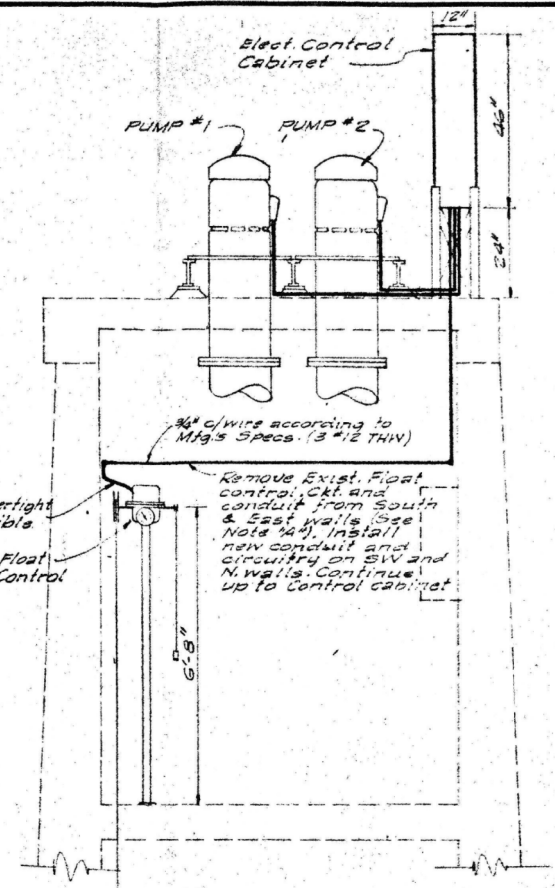 12"
Elect. Control
Cabinet
46"
PUMP #1
PUMP #2
24"
3/4" c/wire according to
Mfg's Specs. (3 #12 THW)
Remove Exist. Float
control, Ckt. and
conduit from South
& East walls (See
Note "A"). Install
new conduit and
circuitry on SW and
N. walls. Continue
up to Control cabinet
ertight
ible
Float
Control
6'-8"